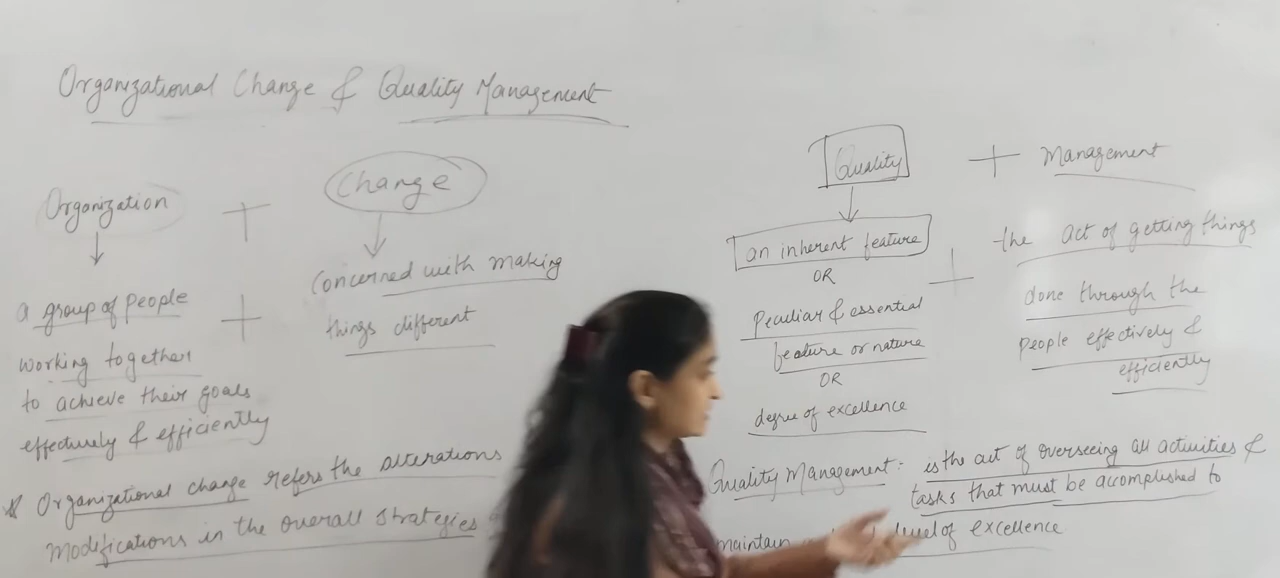 Organizational Change & Quality Management
Organization + Change
a group of people
working together
to achieve their goals
effectively & efficiently
+
Concerned with making
things different
* Organizational change refers the alterations
modifications in the overall strategies
Quality + Management
an inherent feature
OR
Peculiar & essential
feature or nature
OR
degree of excellence
+
the act of getting things
done through the
people effectively &
efficiently
Quality Management: is the act of overseeing all activities &
tasks that must be accomplished to
maintain level of excellence